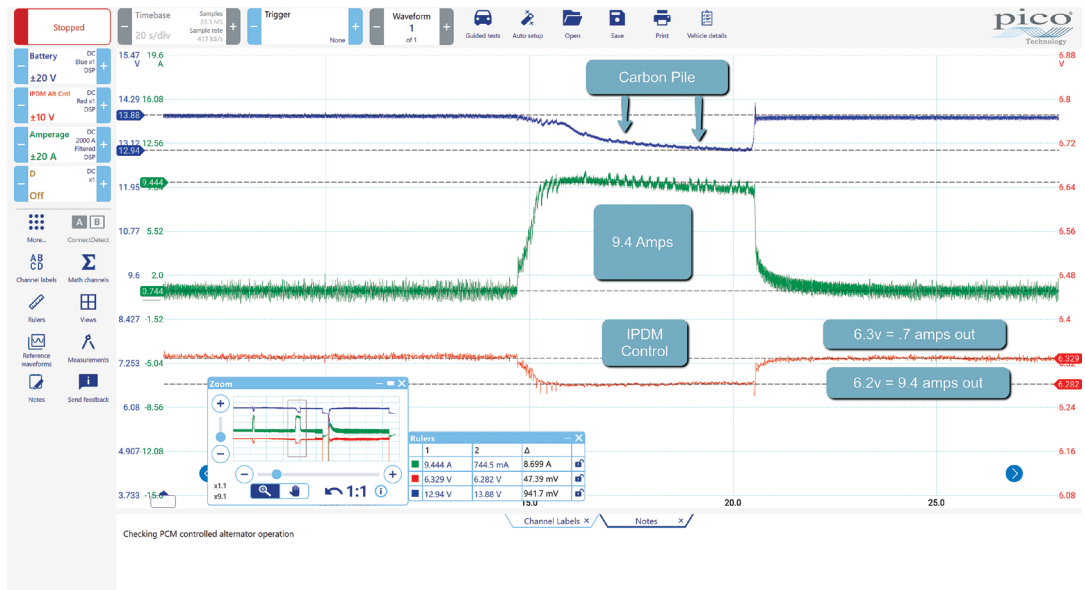 Stopped
Timebase
20 s/div
Samples
Sample rate
417 kS/s
Trigger
None
Waveform
1
of 1
Guided tests
Auto setup
Open
Save
Print
Vehicle details
pico
Technology
Battery
DC
Blue x1
DSP
±20 V
IPDM Alt Cntl
DC
Red x1
DSP
±10 V
Amperage
DC
2000 A
Filtered
DSP
±20 A
D
DC
x1
Off
More...
ConnectDetect
A B
AB
CD
Channel labels
Math channels
Rulers
Views
Reference
waveforms
Measurements
Notes
Send feedback
15.47 19.6
V A
14.29 16.08
13.88
13.12 12.56
12.94
11.95
9.444
10.77 5.52
9.6 2.0
0.744
8.427 -1.52
7.253 -5.04
6.08 -8.56
4.907 -12.08
3.733 -15.6
6.88
V
6.8
6.72
6.64
6.56
6.48
6.4
6.329
6.32
6.282
6.24
6.16
6.08
Carbon Pile
9.4 Amps
IPDM
Control
6.3v = .7 amps out
6.2v = 9.4 amps out
Zoom
x1.1
x9.1
1:1
Rulers
1 2 Δ
9.444 A 744.5 mA 8.699 A
6.329 V 6.282 V 47.39 mV
12.94 V 13.88 V 941.7 mV
15.0 20.0 25.0
Channel Labels
Notes
Checking PCM controlled alternator operation